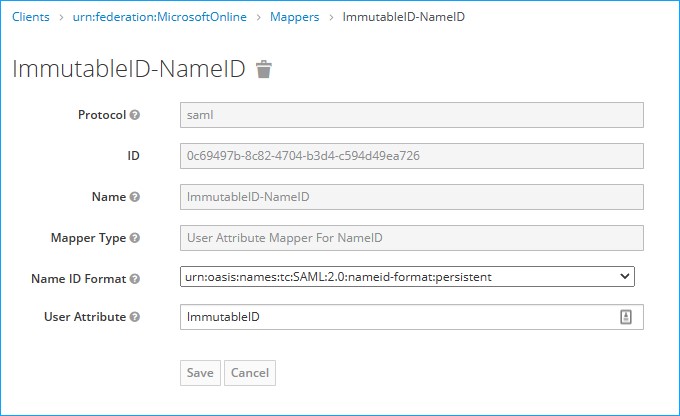 Clients > urn:federation:MicrosoftOnline > Mappers > ImmutableID-NameID
ImmutableID-NameID
Protocol saml
ID 0c69497b-8c82-4704-b3d4-c594d49ea726
Name ImmutableID-NameID
Mapper Type User Attribute Mapper For NameID
Name ID Format urn:oasis:names:tc:SAML:2.0:nameid-format:persistent
User Attribute ImmutableID
Save Cancel